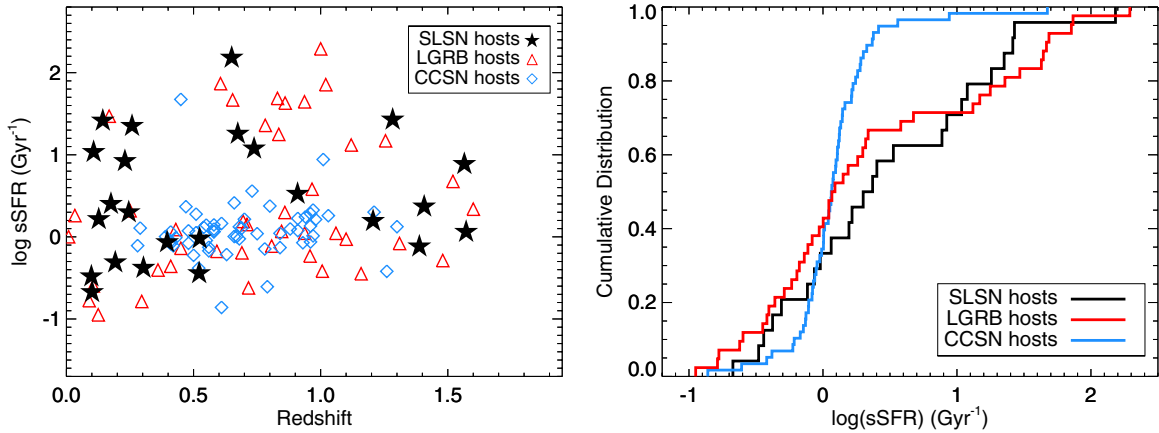 SLSN hosts
LGRB hosts
CCSN hosts
2
1
0
-1
log sSFR (Gyr⁻¹)
0.0 0.5 1.0 1.5
Redshift
1.0
0.8
0.6
0.4
0.2
0.0
Cumulative Distribution
SLSN hosts
LGRB hosts
CCSN hosts
-1 0 1 2
log(sSFR) (Gyr⁻¹)